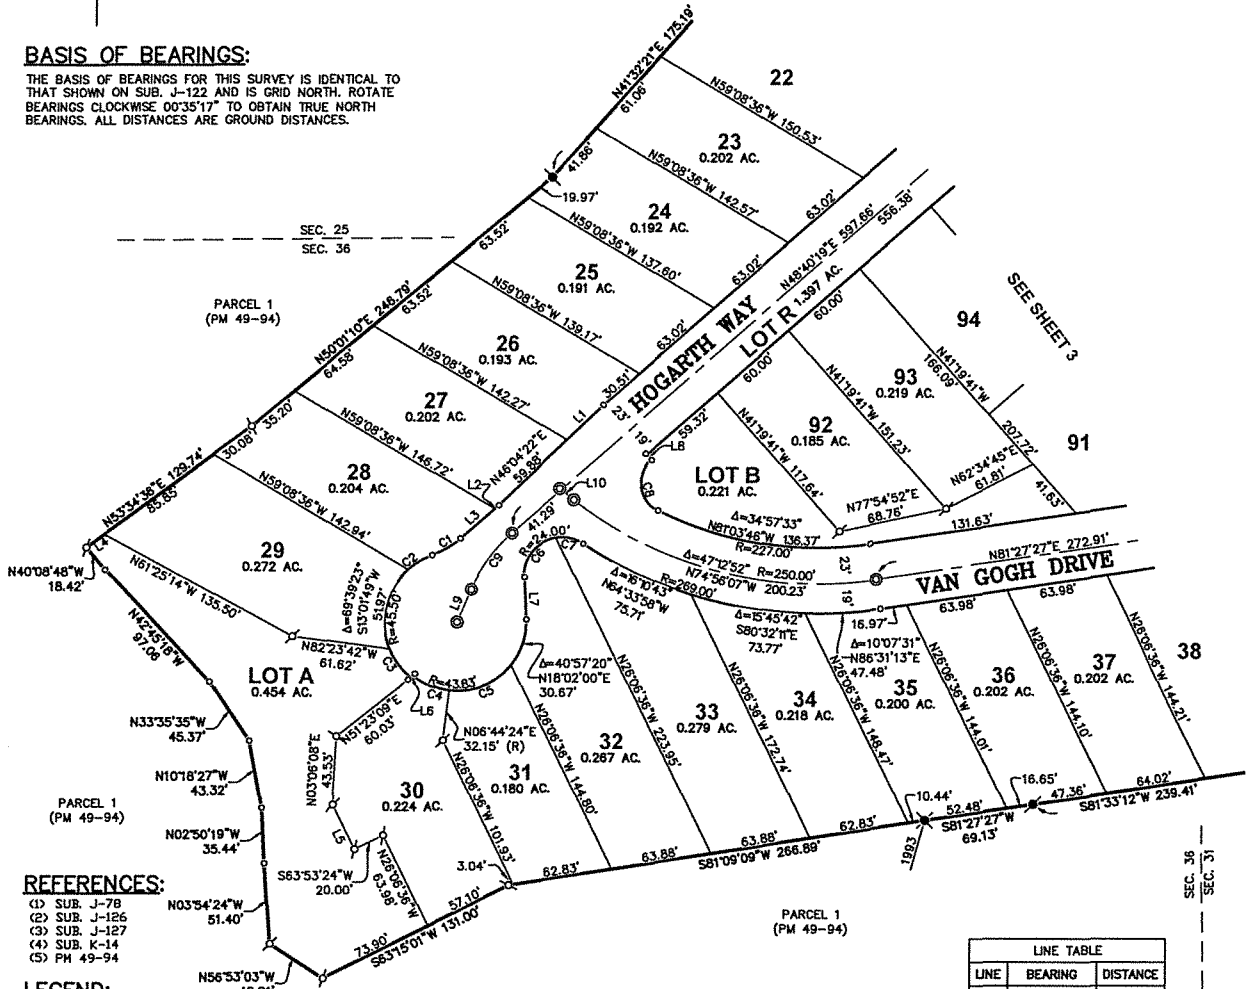 BASIS OF BEARINGS:
THE BASIS OF BEARINGS FOR THIS SURVEY IS IDENTICAL TO
THAT SHOWN ON SUB. J-122 AND IS GRID NORTH. ROTATE
BEARINGS CLOCKWISE 00°35'17" TO OBTAIN TRUE NORTH
BEARINGS. ALL DISTANCES ARE GROUND DISTANCES.
N41°32'21"E 175.19'
61.06'
41.86'
19.97'
22
N59°08'36"W 150.53'
23
0.202 AC.
N59°08'36"W 142.57'
24
0.192 AC.
N59°08'36"W 137.60'
25
0.191 AC.
N59°08'36"W 139.17'
26
0.193 AC.
N59°08'36"W 142.27'
27
0.202 AC.
N59°08'36"W 146.72'
28
0.204 AC.
N59°08'36"W 142.94'
29
0.272 AC.
N61°25'14"W 135.50'
SEC. 25
SEC. 36
PARCEL 1
(PM 49-94)
63.52'
N50°01'10"E 248.79'
63.52'
64.58'
35.20'
30.08'
N53°34'36"E 129.74'
85.85'
L4
63.02'
63.02'
63.02'
30.51'
L1
N46°04'22"E
59.88'
L2
L3
C1
C2
HOGARTH WAY
N48°40'19"E 597.66'
556.38'
LOT R 1.397 AC.
60.00'
60.00'
59.32'
23'
19'
L8
L10
41.29'
SEE SHEET 3
94
N41°19'41"W
166.09'
93
0.219 AC.
N41°19'41"W
151.23'
92
0.185 AC.
N41°19'41"W 117.64'
207.72'
91
N62°34'45"E
61.81'
41.63'
N77°54'52"E
68.76'
131.63'
LOT B
0.221 AC.
C8
Δ=34°57'33"
N81°03'46"W 136.37'
R=227.00'
Δ=47°12'52" R=250.00'
N74°56'07"W 200.23'
R=269.00'
Δ=16°10'43"
N64°33'58"W
75.71'
Δ=15°45'42"
S80°32'11"E
73.77'
23'
19'
N81°27'27"E 272.91'
VAN GOGH DRIVE
16.97'
63.98'
63.98'
Δ=10°07'31"
N86°31'13"E
47.48'
R=24.00'
C6
C7
C9
L9
L7
Δ=69°39'23"
S13°01'49"W
51.97'
R=45.50'
N82°23'42"W
61.62'
C3
R=43.83'
C4
C5
L6
Δ=40°57'20"
N18°02'00"E
30.67'
N06°44'24"E
32.15' (R)
N51°23'09"E
60.03'
N03°06'08"E
43.53'
L5
S63°53'24"W
20.00'
N40°08'48"W
18.42'
N42°45'18"W
97.06
LOT A
0.454 AC.
N33°35'35"W
45.37'
N10°18'27"W
43.32'
N02°50'19"W
35.44'
N03°54'24"W
51.40'
N56°53'03"W
PARCEL 1
(PM 49-94)
30
0.224 AC.
N26°06'36"W
63.98'
N26°06'36"W 101.93'
31
0.180 AC.
N26°06'36"W 144.80'
32
0.267 AC.
N26°06'36"W 223.95'
33
0.279 AC.
N26°06'36"W 172.74'
34
0.218 AC.
N26°06'36"W 148.47'
35
0.200 AC.
N26°06'36"W 144.01'
36
0.202 AC.
N26°06'36"W 144.10'
37
0.202 AC.
N26°06'36"W 144.21'
38
73.90'
57.10'
S63°15'01"W 131.00'
3.04'
62.83'
63.88'
63.88'
62.83'
S81°09'09"W 266.89'
10.44'
1993
52.48'
S81°27'27"W
69.13'
16.65'
47.36'
64.02'
S81°33'12"W 239.41'
PARCEL 1
(PM 49-94)
SEC. 36
SEC. 31
REFERENCES:
(1) SUB. J-78
(2) SUB. J-126
(3) SUB. J-127
(4) SUB. K-14
(5) PM 49-94
LEGEND:
LINE TABLE
LINE BEARING DISTANCE